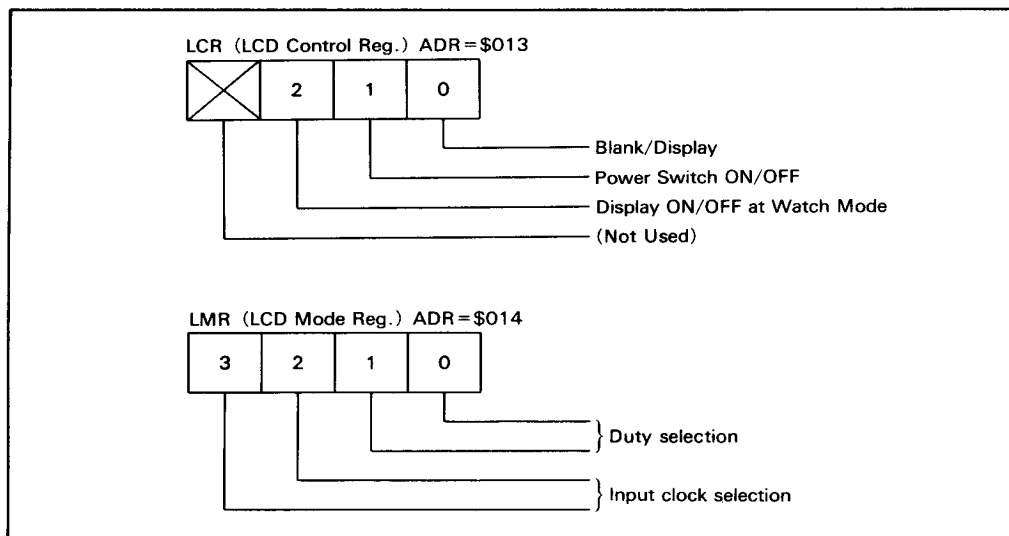 LCR (LCD Control Reg.) ADR=$013
2 1 0
Blank/Display
Power Switch ON/OFF
Display ON/OFF at Watch Mode
(Not Used)
LMR (LCD Mode Reg.) ADR=$014
3 2 1 0
Duty selection
Input clock selection